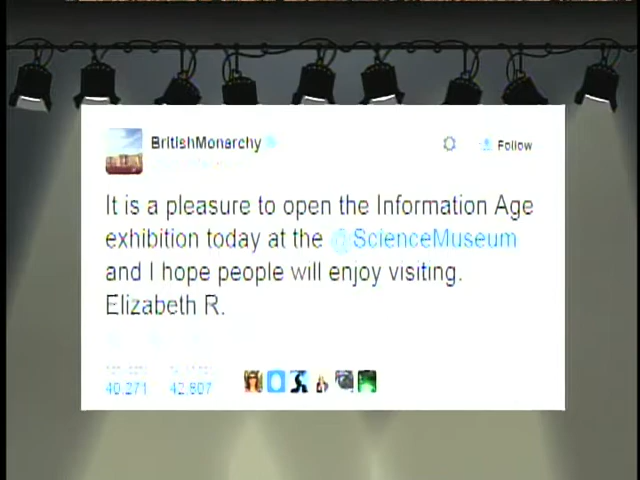 BritishMonarchy
Follow
It is a pleasure to open the Information Age
exhibition today at the @ScienceMuseum
and I hope people will enjoy visiting.
Elizabeth R.
40,271 42,807